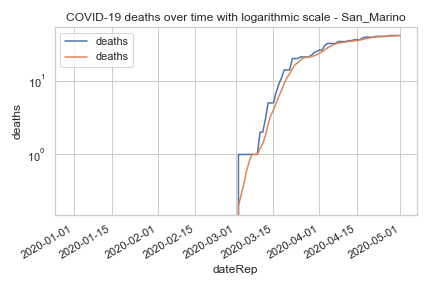 COVID-19 deaths over time with logarithmic scale - San_Marino
deaths
deaths
deaths
10¹
10⁰
2020-01-01
2020-01-15
2020-02-01
2020-02-15
2020-03-01
2020-03-15
2020-04-01
2020-04-15
2020-05-01
dateRep